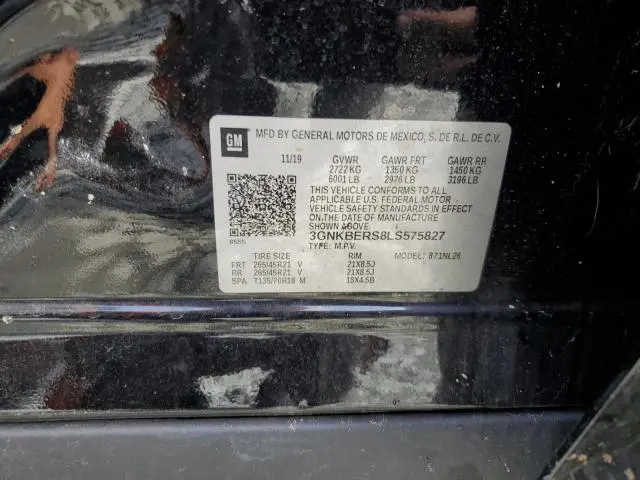 GM
MFD BY GENERAL MOTORS DE MEXICO, S. DE R.L. DE C.V.
11/19 GVWR GAWR FRT GAWR RR
2722 KG 1350 KG 1450 KG
6001 LB 2976 LB 3196 LB
THIS VEHICLE CONFORMS TO ALL
APPLICABLE U.S. FEDERAL MOTOR
VEHICLE SAFETY STANDARDS IN EFFECT
ON THE DATE OF MANUFACTURE
SHOWN ABOVE.
3GNKBERS8LS575827
TYPE: M.P.V.
8565
TIRE SIZE RIM MODEL: 871NL26
FRT 265/45R21 V 21X8.5J
RR 265/45R21 V 21X8.5J
SPA T135/70R18 M 18X4.5B